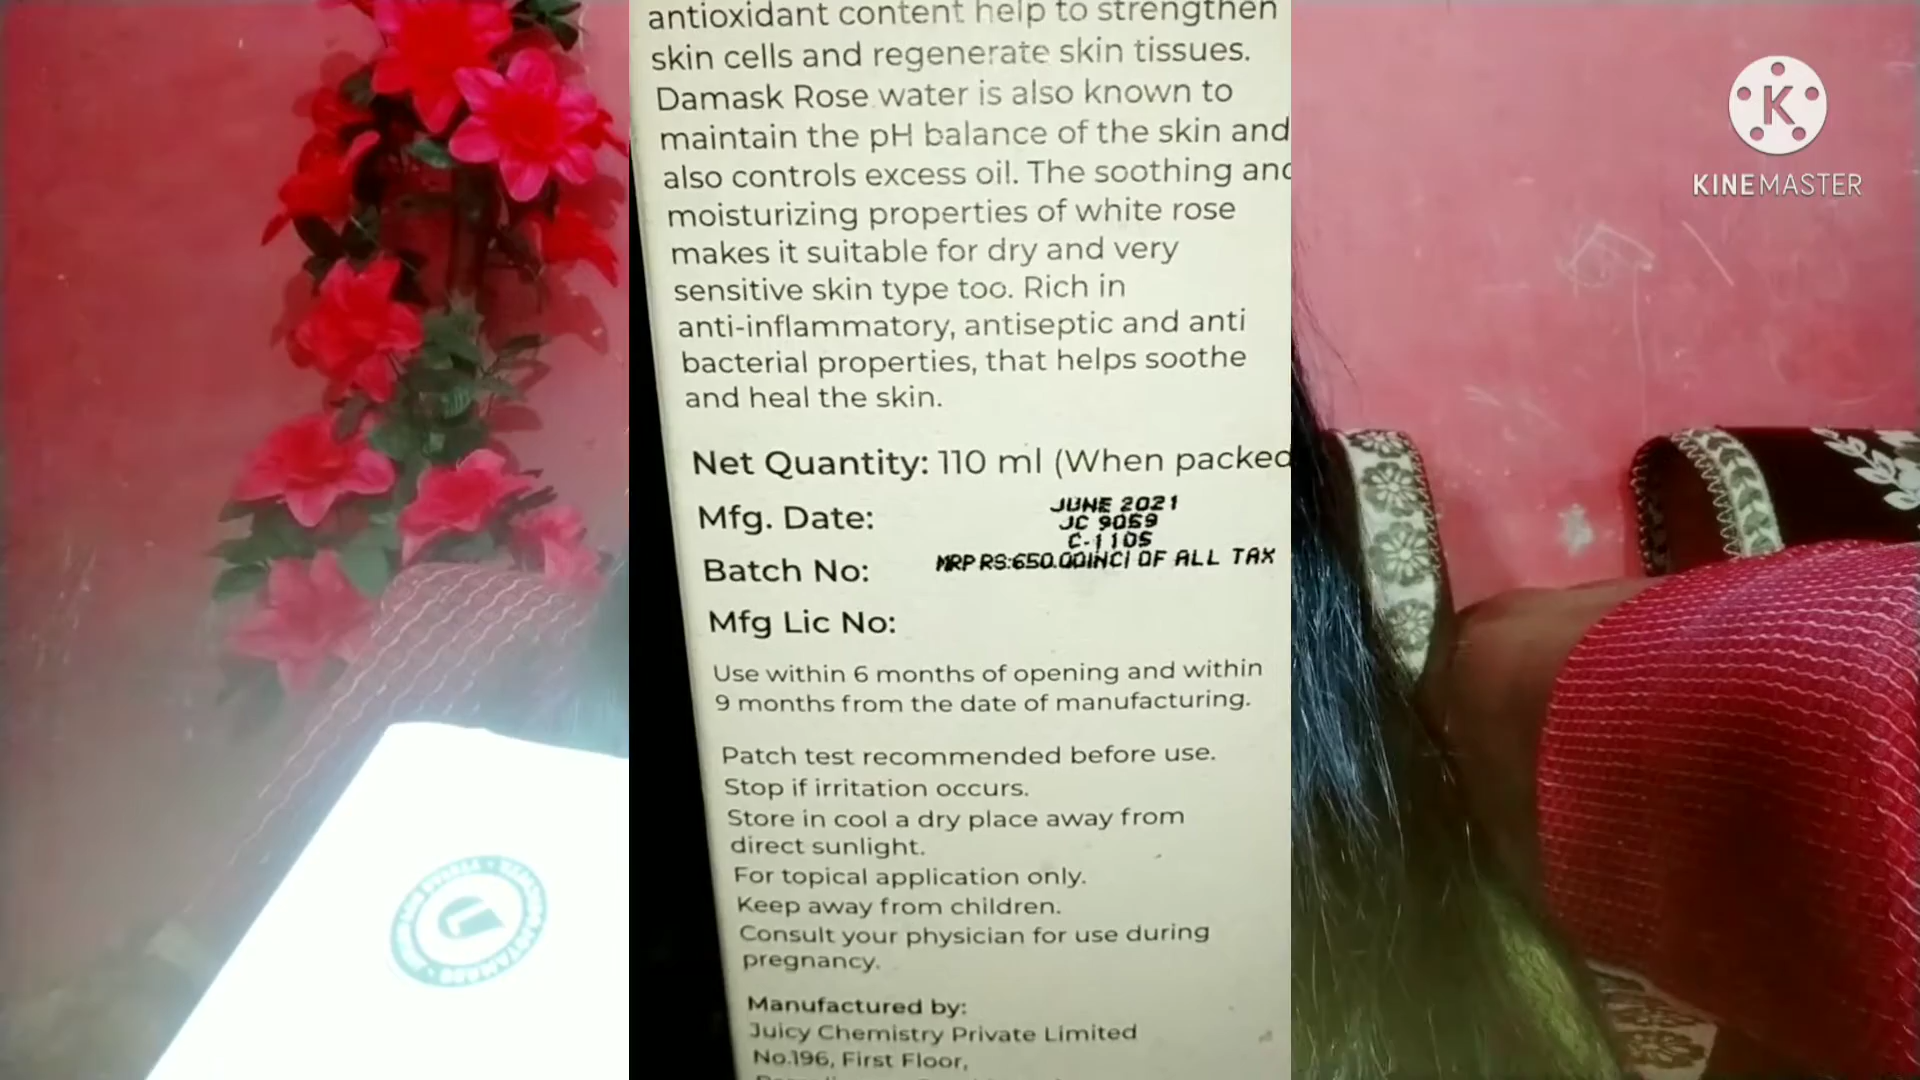 antioxidant content help to strengthen
skin cells and regenerate skin tissues.
Damask Rose water is also known to
maintain the pH balance of the skin and
also controls excess oil. The soothing and
moisturizing properties of white rose
makes it suitable for dry and very
sensitive skin type too. Rich in
anti-inflammatory, antiseptic and anti
bacterial properties, that helps soothe
and heal the skin.
Net Quantity: 110 ml (When packed
Mfg. Date:
Batch No:
Mfg Lic No:
JUNE 2021
JC 9059
C-1105
MRP RS:650.00INCI OF ALL TAX
Use within 6 months of opening and within
9 months from the date of manufacturing.
Patch test recommended before use.
Stop if irritation occurs.
Store in cool a dry place away from
direct sunlight.
For topical application only.
Keep away from children.
Consult your physician for use during
pregnancy.
Manufactured by:
Juicy Chemistry Private Limited
No.196, First Floor,
K
KINEMASTER